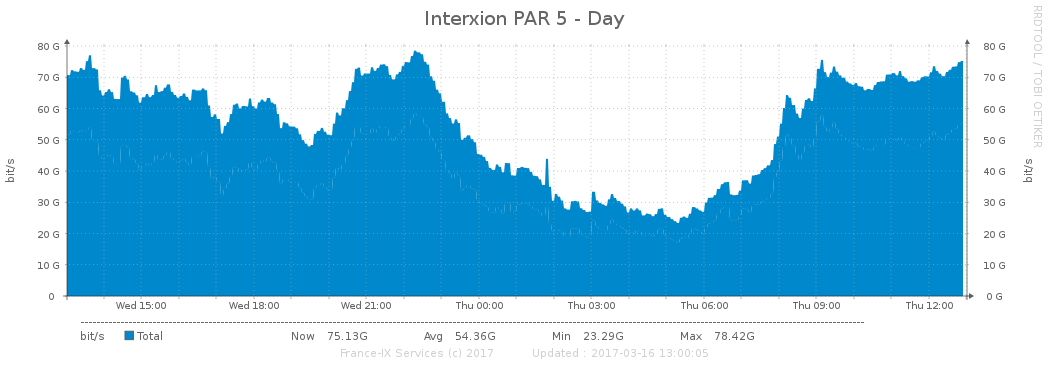 Interxion PAR 5 - Day
RRDTOOL / TOBI OETIKER
80 G 80 G
70 G 70 G
60 G 60 G
50 G 50 G
40 G 40 G
30 G 30 G
20 G 20 G
10 G 10 G
0 0 G
bit/s
bit/s
Wed 15:00 Wed 18:00 Wed 21:00 Thu 00:00 Thu 03:00 Thu 06:00 Thu 09:00 Thu 12:00
bit/s Total Now 75.13G Avg 54.36G Min 23.29G Max 78.42G
France-IX Services (c) 2017 Updated : 2017-03-16 13:00:05